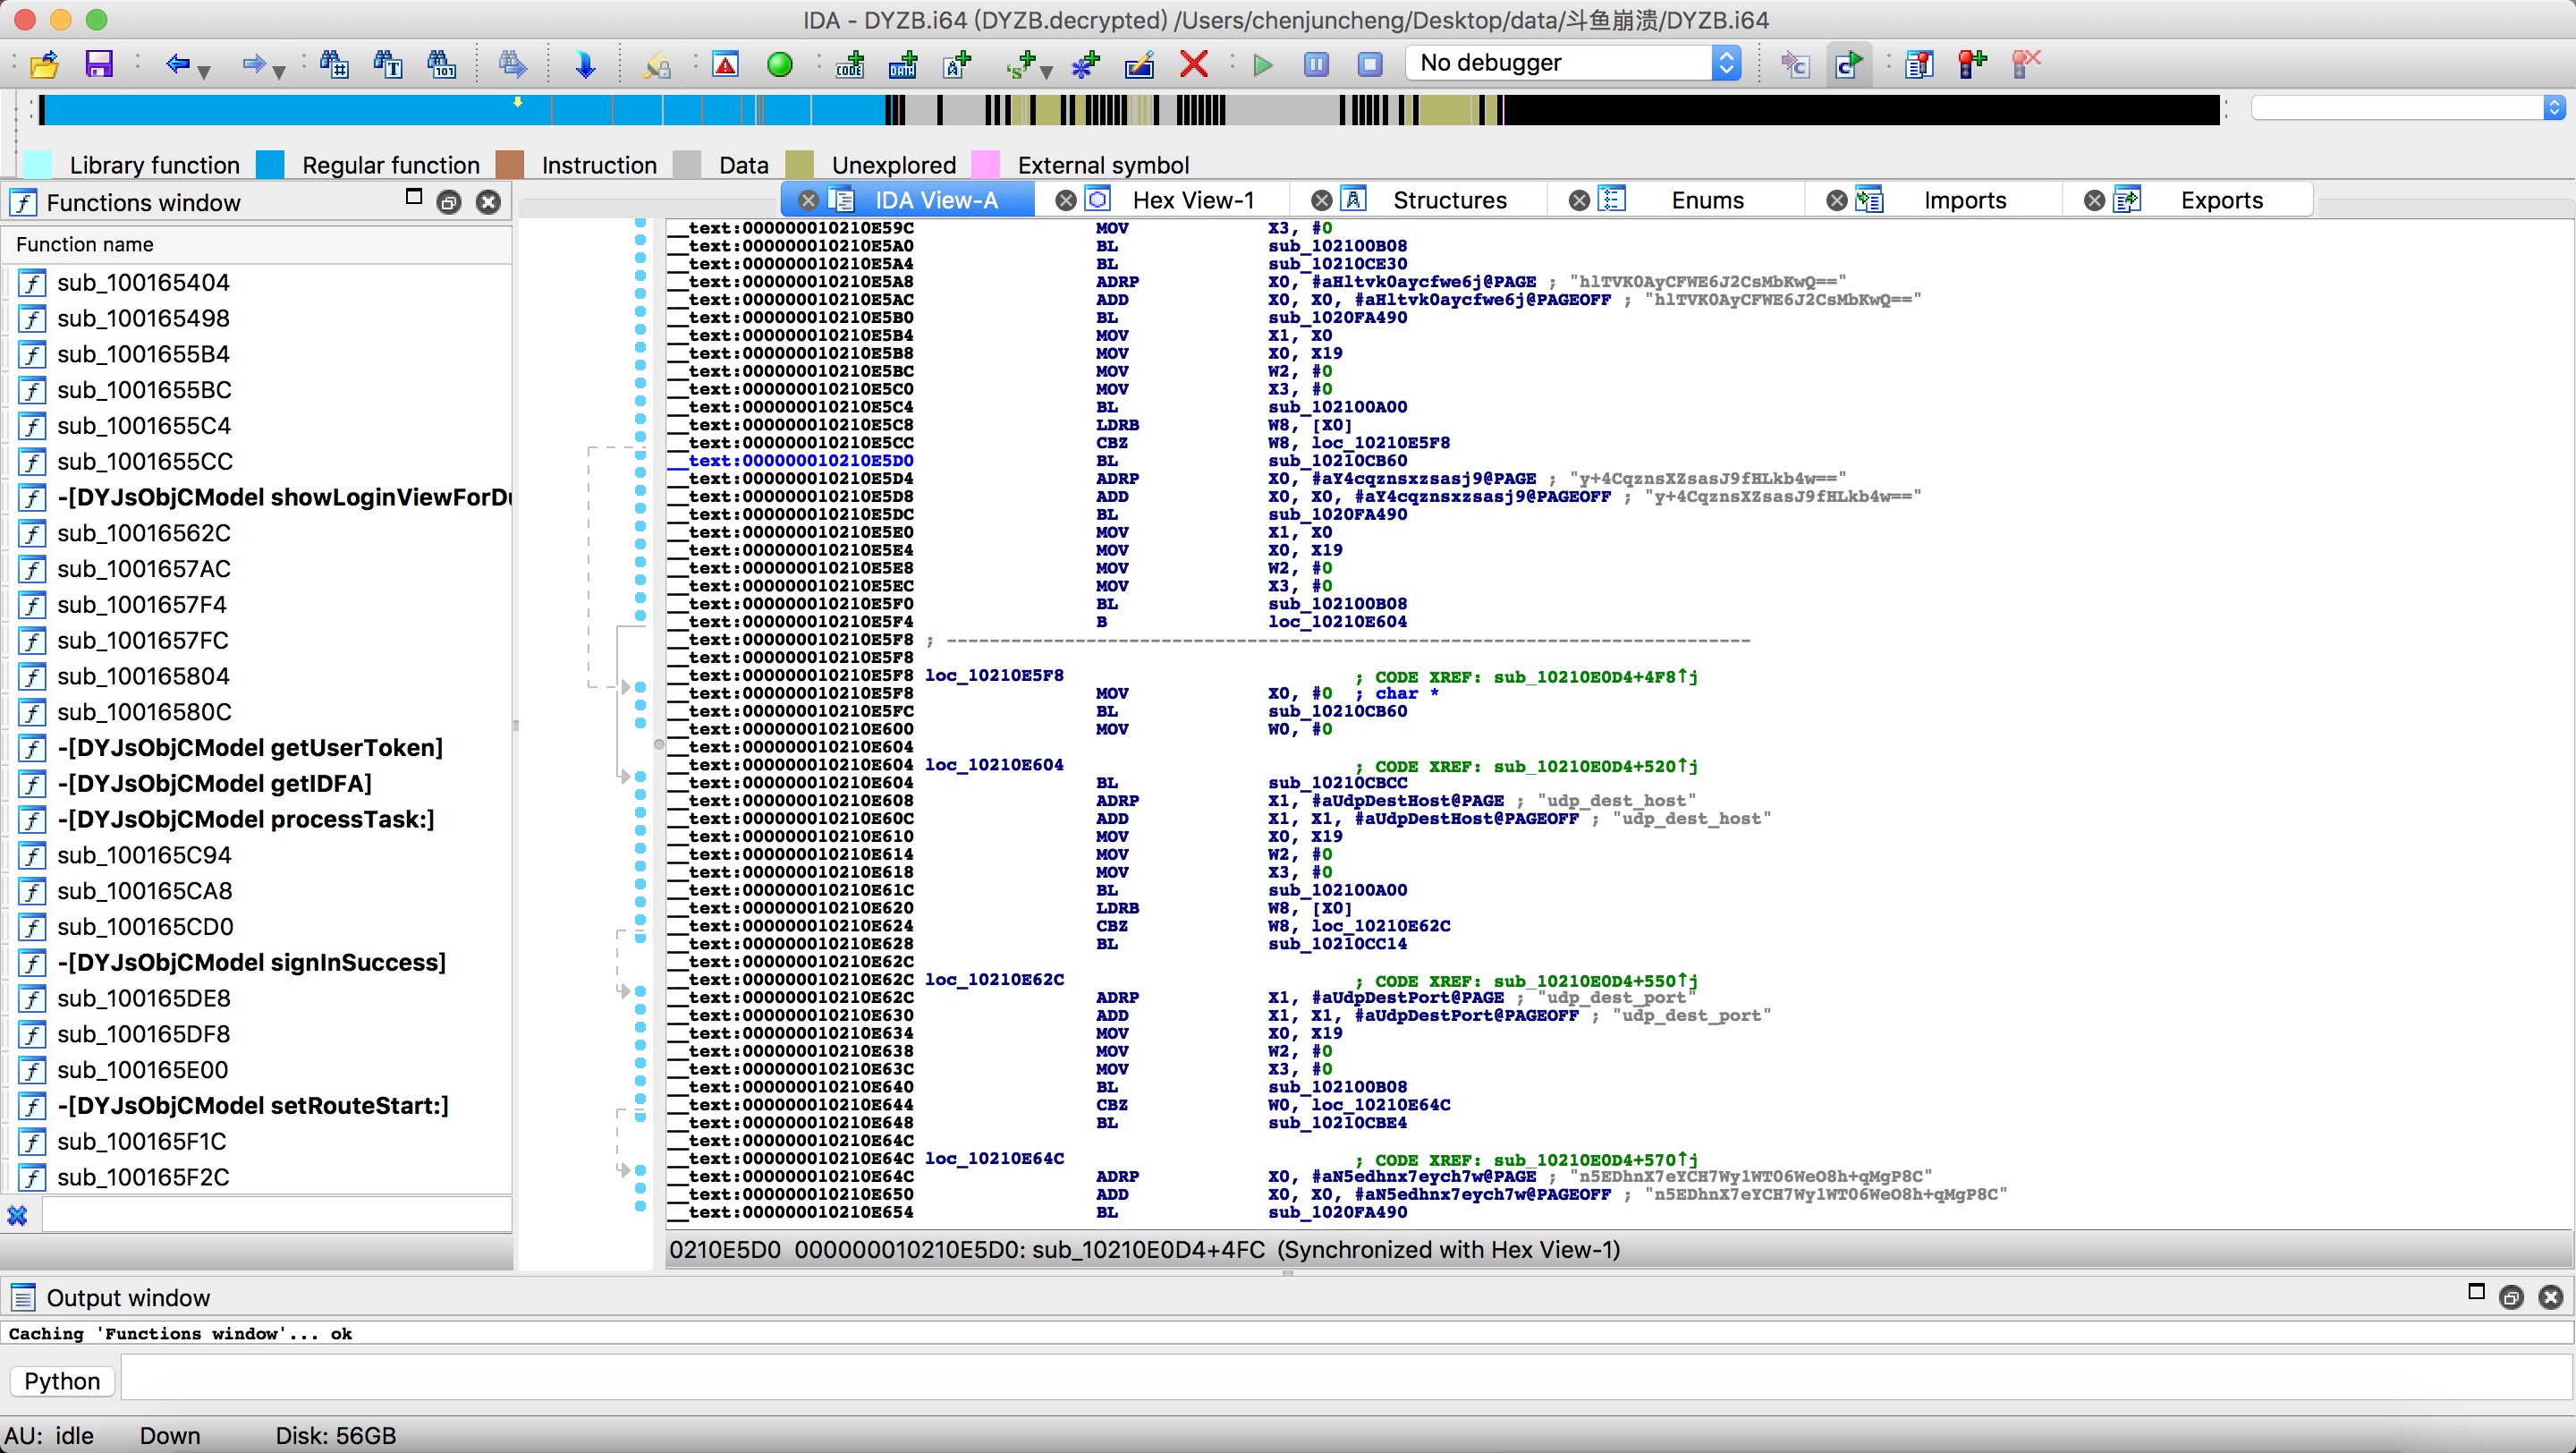 IDA - DYZB.i64 (DYZB.decrypted) /Users/chenjuncheng/Desktop/data/斗鱼崩溃/DYZB.i64
No debugger
Library function Regular function Instruction Data Unexplored External symbol
Functions window
IDA View-A Hex View-1 Structures Enums Imports Exports
Function name
sub_100165404
sub_100165498
sub_1001655B4
sub_1001655BC
sub_1001655C4
sub_1001655CC
-[DYJsObjCModel showLoginViewForDu
sub_10016562C
sub_1001657AC
sub_1001657F4
sub_1001657FC
sub_100165804
sub_10016580C
-[DYJsObjCModel getUserToken]
-[DYJsObjCModel getIDFA]
-[DYJsObjCModel processTask:]
sub_100165C94
sub_100165CA8
sub_100165CD0
-[DYJsObjCModel signInSuccess]
sub_100165DE8
sub_100165DF8
sub_100165E00
-[DYJsObjCModel setRouteStart:]
sub_100165F1C
sub_100165F2C
__text:000000010210E59C MOV X3, #0
__text:000000010210E5A0 BL sub_102100B08
__text:000000010210E5A4 BL sub_10210CE30
__text:000000010210E5A8 ADRP X0, #aHltvk0aycfwe6j@PAGE ; "hlTVK0AyCFWE6J2CsMbKwQ=="
__text:000000010210E5AC ADD X0, X0, #aHltvk0aycfwe6j@PAGEOFF ; "hlTVK0AyCFWE6J2CsMbKwQ=="
__text:000000010210E5B0 BL sub_1020FA490
__text:000000010210E5B4 MOV X1, X0
__text:000000010210E5B8 MOV X0, X19
__text:000000010210E5BC MOV W2, #0
__text:000000010210E5C0 MOV X3, #0
__text:000000010210E5C4 BL sub_102100A00
__text:000000010210E5C8 LDRB W8, [X0]
__text:000000010210E5CC CBZ W8, loc_10210E5F8
__text:000000010210E5D0 BL sub_10210CB60
__text:000000010210E5D4 ADRP X0, #aY4cqznsxzsasj9@PAGE ; "y+4CqznsXZsasJ9fHLkb4w=="
__text:000000010210E5D8 ADD X0, X0, #aY4cqznsxzsasj9@PAGEOFF ; "y+4CqznsXZsasJ9fHLkb4w=="
__text:000000010210E5DC BL sub_1020FA490
__text:000000010210E5E0 MOV X1, X0
__text:000000010210E5E4 MOV X0, X19
__text:000000010210E5E8 MOV W2, #0
__text:000000010210E5EC MOV X3, #0
__text:000000010210E5F0 BL sub_102100B08
__text:000000010210E5F4 B loc_10210E604
__text:000000010210E5F8 ; ---------------------------------------------------------------------------
__text:000000010210E5F8
__text:000000010210E5F8 loc_10210E5F8 ; CODE XREF: sub_10210E0D4+4F8↑j
__text:000000010210E5F8 MOV X0, #0 ; char *
__text:000000010210E5FC BL sub_10210CB60
__text:000000010210E600 MOV W0, #0
__text:000000010210E604
__text:000000010210E604 loc_10210E604 ; CODE XREF: sub_10210E0D4+520↑j
__text:000000010210E604 BL sub_10210CBCC
__text:000000010210E608 ADRP X1, #aUdpDestHost@PAGE ; "udp_dest_host"
__text:000000010210E60C ADD X1, X1, #aUdpDestHost@PAGEOFF ; "udp_dest_host"
__text:000000010210E610 MOV X0, X19
__text:000000010210E614 MOV W2, #0
__text:000000010210E618 MOV X3, #0
__text:000000010210E61C BL sub_102100A00
__text:000000010210E620 LDRB W8, [X0]
__text:000000010210E624 CBZ W8, loc_10210E62C
__text:000000010210E628 BL sub_10210CC14
__text:000000010210E62C
__text:000000010210E62C loc_10210E62C ; CODE XREF: sub_10210E0D4+550↑j
__text:000000010210E62C ADRP X1, #aUdpDestPort@PAGE ; "udp_dest_port"
__text:000000010210E630 ADD X1, X1, #aUdpDestPort@PAGEOFF ; "udp_dest_port"
__text:000000010210E634 MOV X0, X19
__text:000000010210E638 MOV W2, #0
__text:000000010210E63C MOV X3, #0
__text:000000010210E640 BL sub_102100B08
__text:000000010210E644 CBZ W0, loc_10210E64C
__text:000000010210E648 BL sub_10210CBE4
__text:000000010210E64C
__text:000000010210E64C loc_10210E64C ; CODE XREF: sub_10210E0D4+570↑j
__text:000000010210E64C ADRP X0, #aN5edhnx7eych7w@PAGE ; "n5EDhnX7eYCH7Wy1WT06WeO8h+qMgP8C"
__text:000000010210E650 ADD X0, X0, #aN5edhnx7eych7w@PAGEOFF ; "n5EDhnX7eYCH7Wy1WT06WeO8h+qMgP8C"
__text:000000010210E654 BL sub_1020FA490
0210E5D0 000000010210E5D0: sub_10210E0D4+4FC (Synchronized with Hex View-1)
Output window
Caching 'Functions window'... ok
Python
AU: idle Down Disk: 56GB